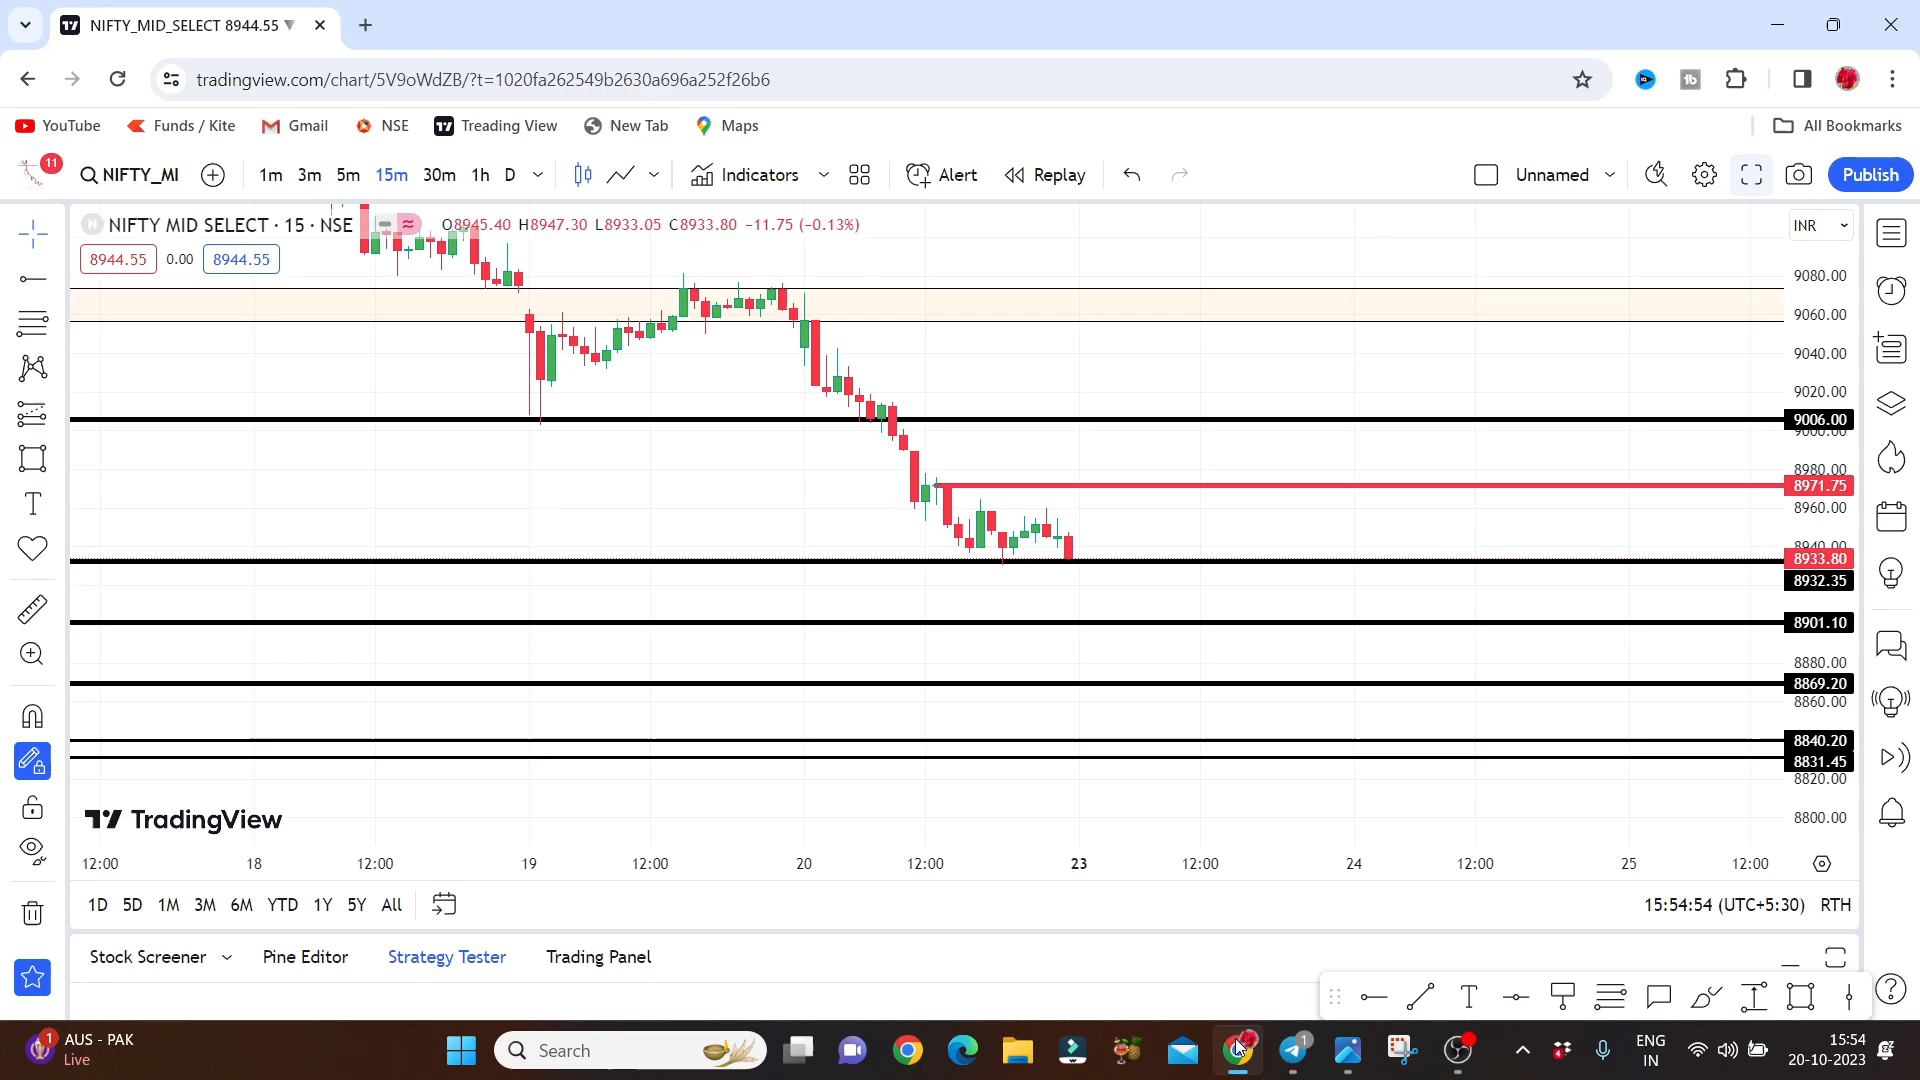 NIFTY_MID_SELECT 8944.55
tradingview.com/chart/5V9oWdZB/?t=1020fa262549b2630a696a252f26b6
YouTube Funds / Kite Gmail NSE Treading View New Tab Maps All Bookmarks
11 NIFTY_MI 1m 3m 5m 15m 30m 1h D Indicators Alert Replay Unnamed Publish
NIFTY MID SELECT · 15 · NSE O8945.40 H8947.30 L8933.05 C8933.80 −11.75 (−0.13%) INR
8944.55 0.00 8944.55
9080.00
9060.00
9040.00
9020.00
9006.00
9000.00
8980.00
8971.75
8960.00
8940.00
8933.80
8932.35
8901.10
8880.00
8869.20
8860.00
8840.20
8831.45
8820.00
8800.00
TradingView
12:00 18 12:00 19 12:00 20 12:00 23 12:00 24 12:00 25 12:00
1D 5D 1M 3M 6M YTD 1Y 5Y All 15:54:54 (UTC+5:30) RTH
Stock Screener Pine Editor Strategy Tester Trading Panel
1 AUS - PAK
Live
Search
1
ENG
IN
15:54
20-10-2023